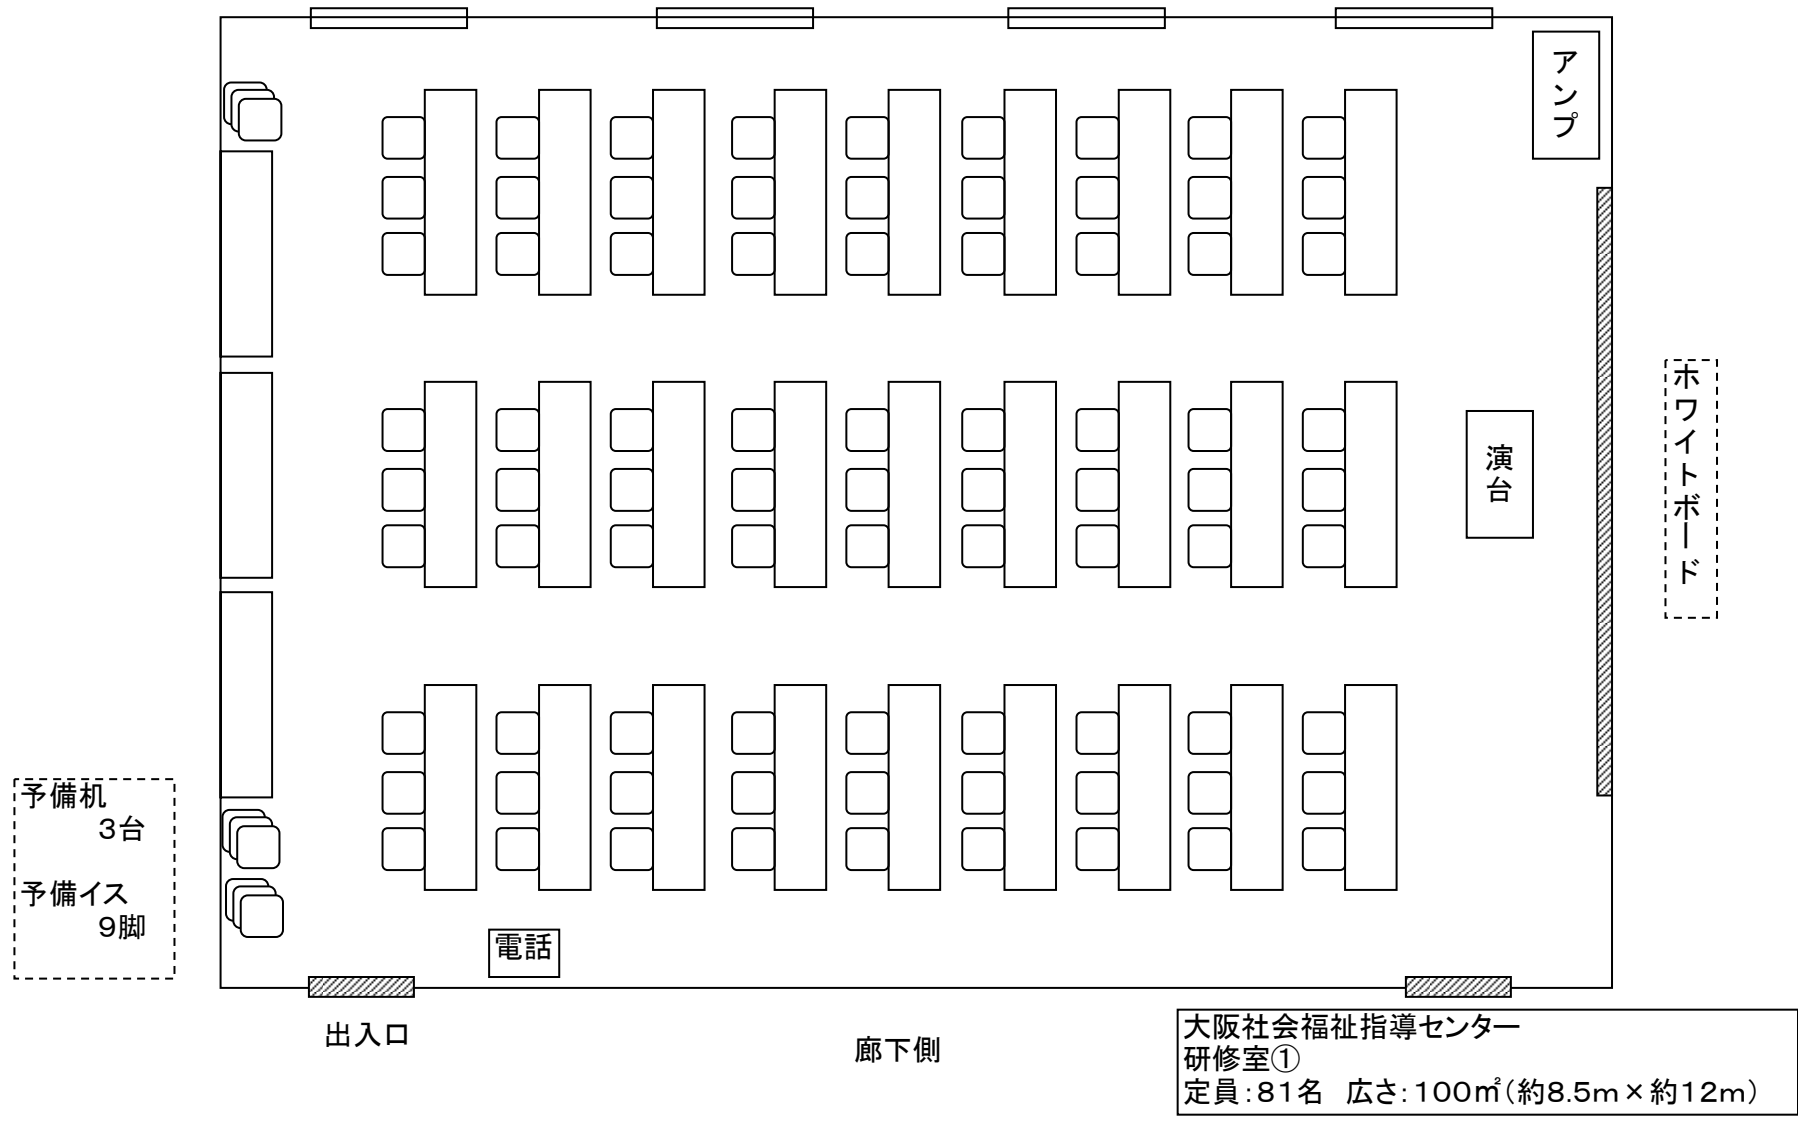 アンプ
ホワイトボード
演台
予備机
3台
予備イス
9脚
電話
出入口
廊下側
大阪社会福祉指導センター
研修室①
定員:81名　広さ:100㎡(約8.5m×約12m)